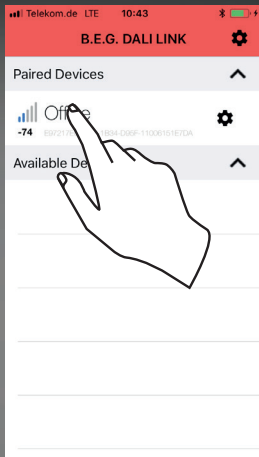 Telekom.de LTE 10:43
B.E.G. DALI LINK
Paired Devices
Office
-74
Available De